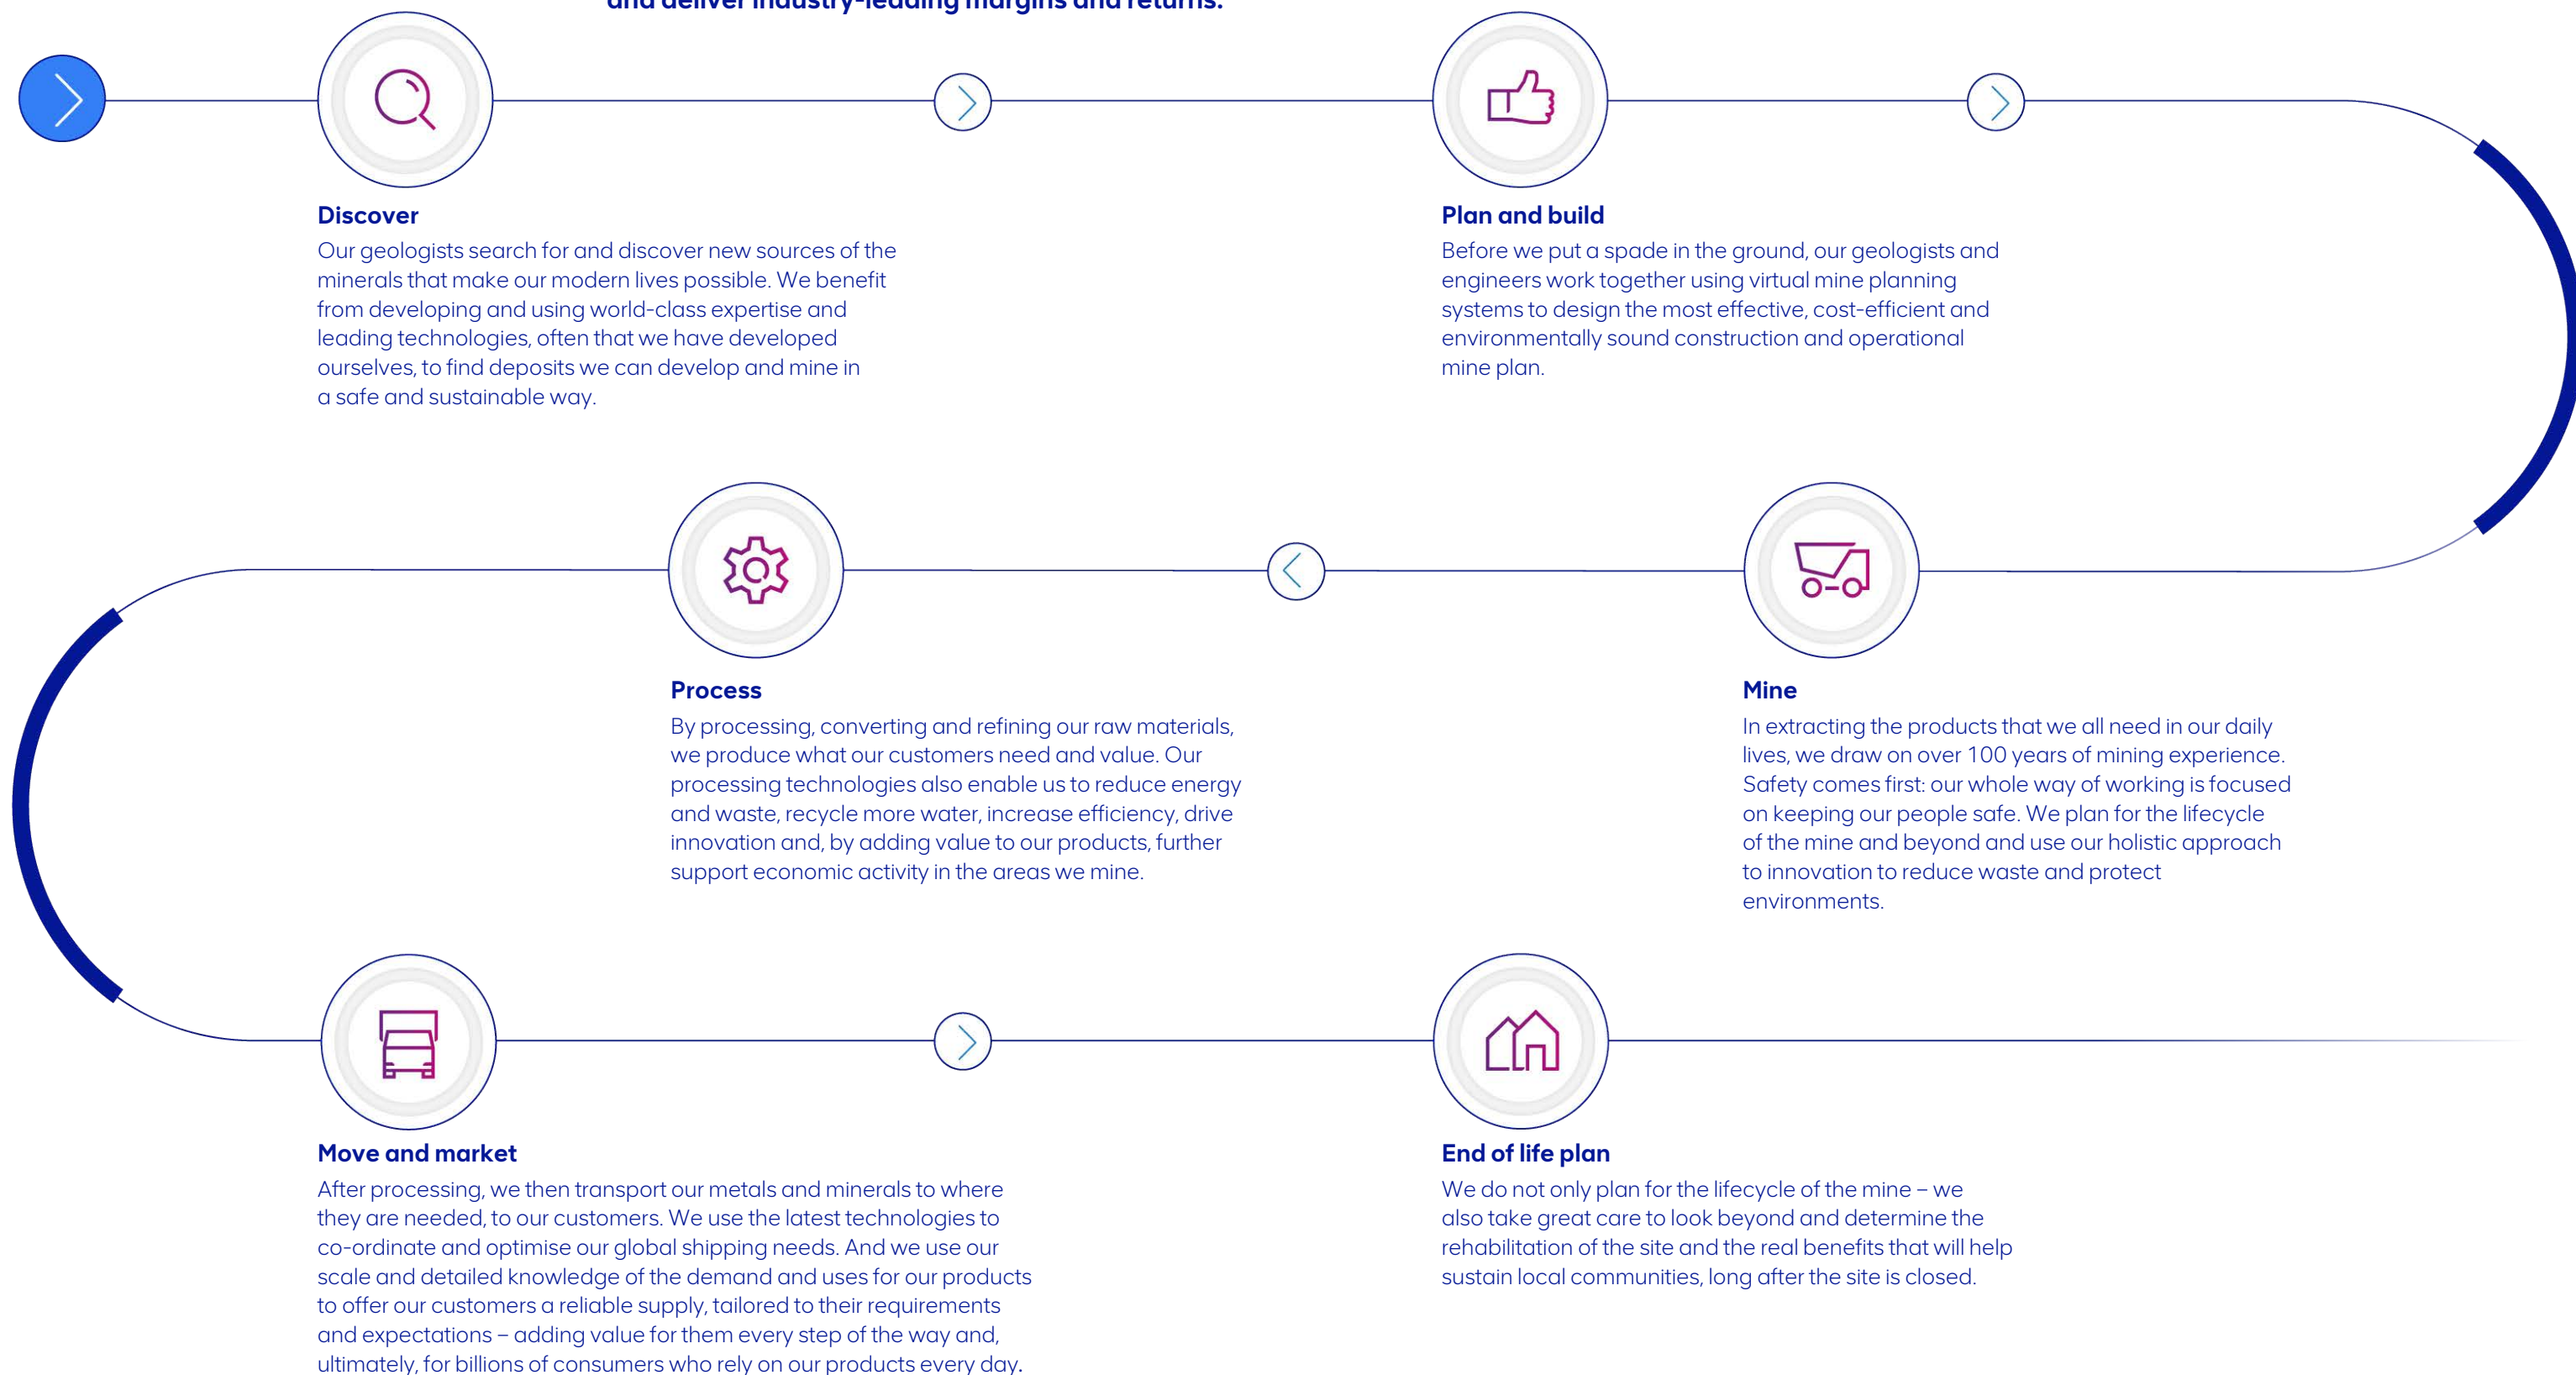 and deliver industry-leading margins and returns.
Discover
Our geologists search for and discover new sources of the
minerals that make our modern lives possible. We benefit
from developing and using world-class expertise and
leading technologies, often that we have developed
ourselves, to find deposits we can develop and mine in
a safe and sustainable way.
Plan and build
Before we put a spade in the ground, our geologists and
engineers work together using virtual mine planning
systems to design the most effective, cost-efficient and
environmentally sound construction and operational
mine plan.
Mine
In extracting the products that we all need in our daily
lives, we draw on over 100 years of mining experience.
Safety comes first: our whole way of working is focused
on keeping our people safe. We plan for the lifecycle
of the mine and beyond and use our holistic approach
to innovation to reduce waste and protect
environments.
Process
By processing, converting and refining our raw materials,
we produce what our customers need and value. Our
processing technologies also enable us to reduce energy
and waste, recycle more water, increase efficiency, drive
innovation and, by adding value to our products, further
support economic activity in the areas we mine.
Move and market
After processing, we then transport our metals and minerals to where
they are needed, to our customers. We use the latest technologies to
co-ordinate and optimise our global shipping needs. And we use our
scale and detailed knowledge of the demand and uses for our products
to offer our customers a reliable supply, tailored to their requirements
and expectations – adding value for them every step of the way and,
ultimately, for billions of consumers who rely on our products every day.
End of life plan
We do not only plan for the lifecycle of the mine – we
also take great care to look beyond and determine the
rehabilitation of the site and the real benefits that will help
sustain local communities, long after the site is closed.